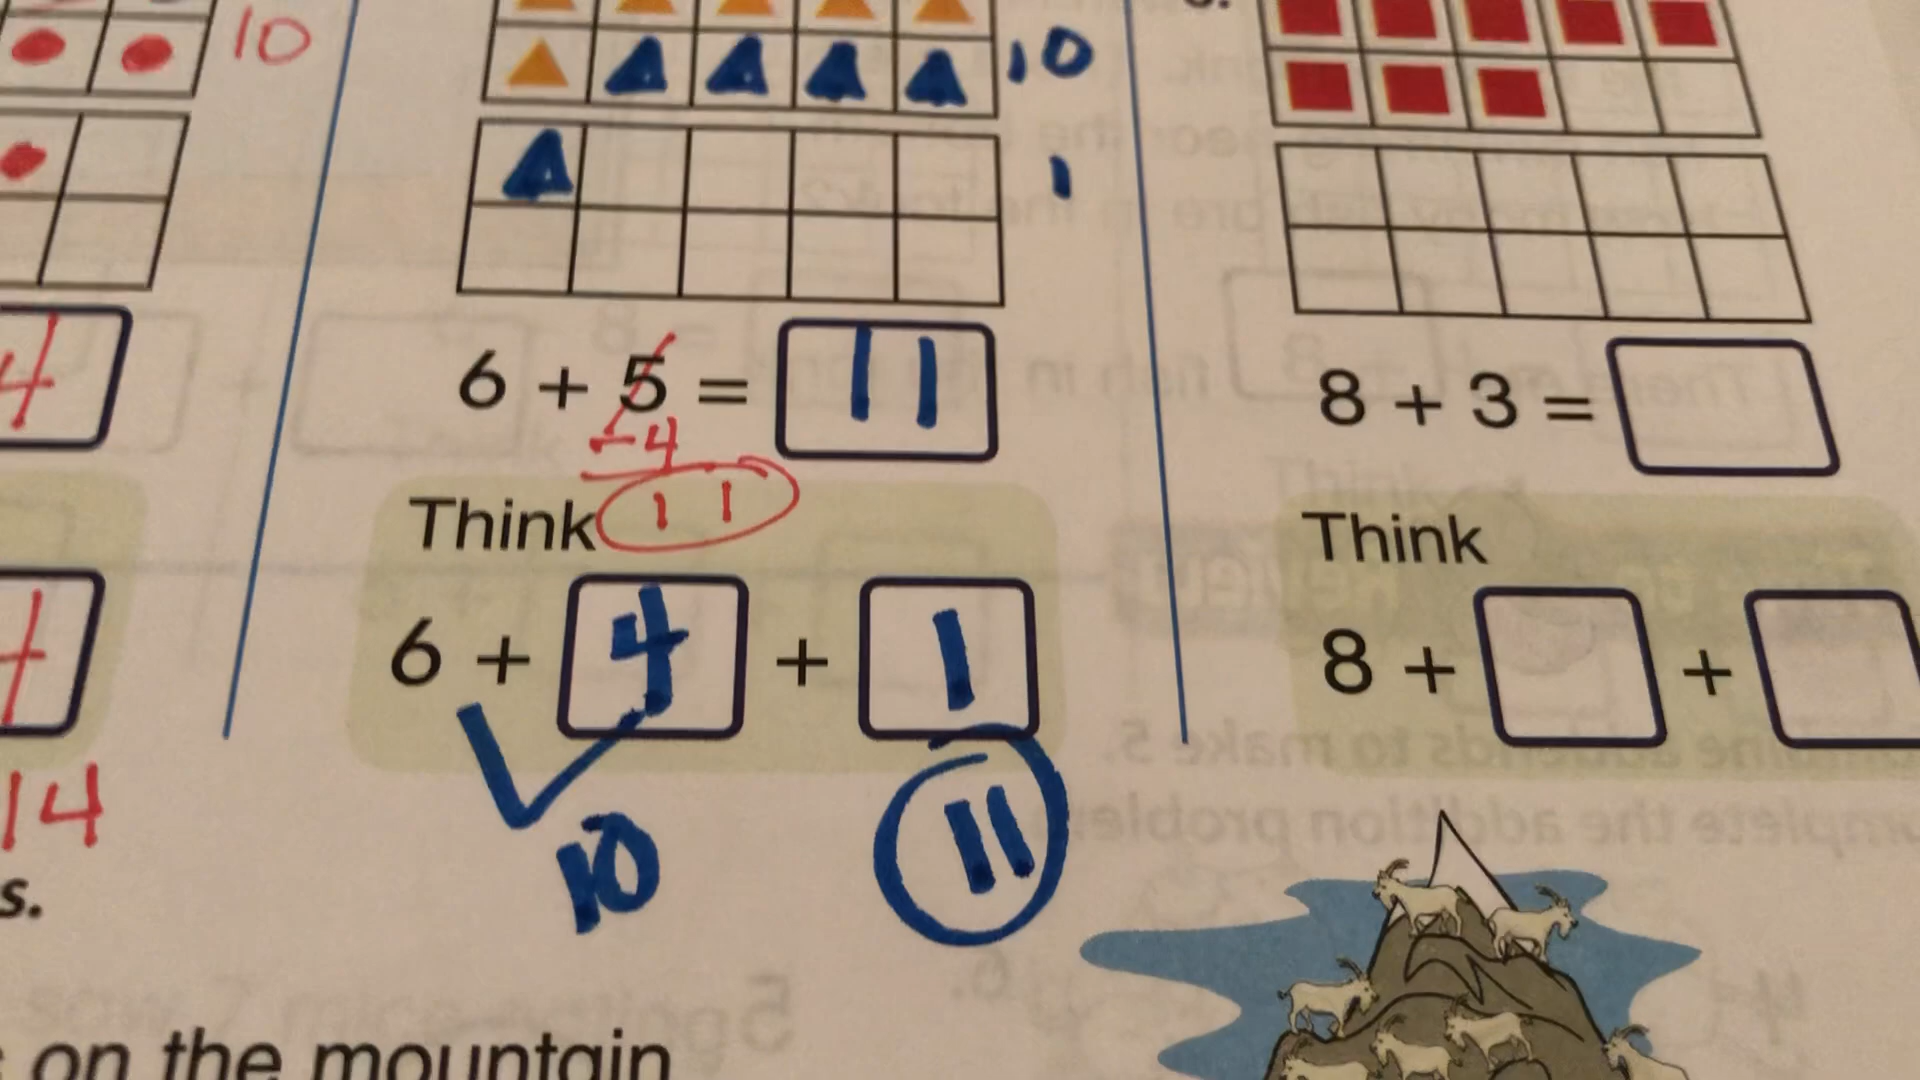 10
10
1
4
6 + 5 = 11
-4
11
8 + 3 =
Think
Think
6 + 4 + 1
8 + +
14
10
11
s.
on the mountain